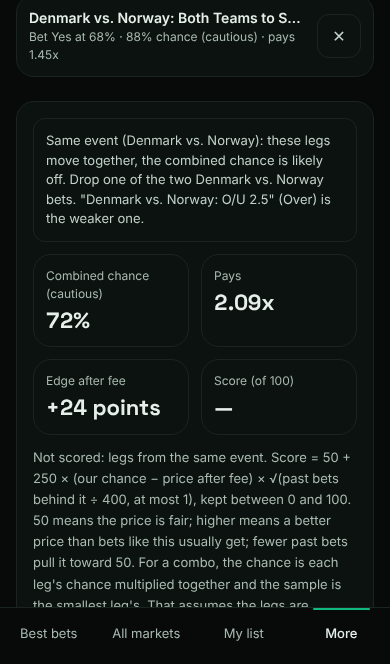 Denmark vs. Norway: Both Teams to S...
Bet Yes at 68% · 88% chance (cautious) · pays
1.45x
Same event (Denmark vs. Norway): these legs
move together, the combined chance is likely
off. Drop one of the two Denmark vs. Norway
bets. "Denmark vs. Norway: O/U 2.5" (Over) is
the weaker one.
Combined chance
(cautious)
72%
Pays
2.09x
Edge after fee
+24 points
Score (of 100)
—
Not scored: legs from the same event. Score = 50 +
250 × (our chance − price after fee) × √(past bets
behind it ÷ 400, at most 1), kept between 0 and 100.
50 means the price is fair; higher means a better
price than bets like this usually get; fewer past bets
pull it toward 50. For a combo, the chance is each
leg's chance multiplied together and the sample is
the smallest leg's. That assumes the legs are
Best bets
All markets
My list
More